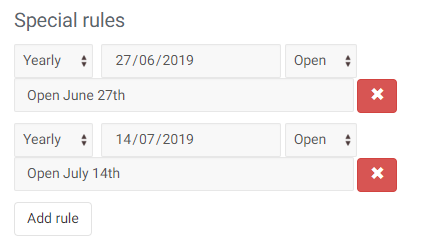 Special rules
Yearly 27/06/2019 Open
Open June 27th
Yearly 14/07/2019 Open
Open July 14th
Add rule